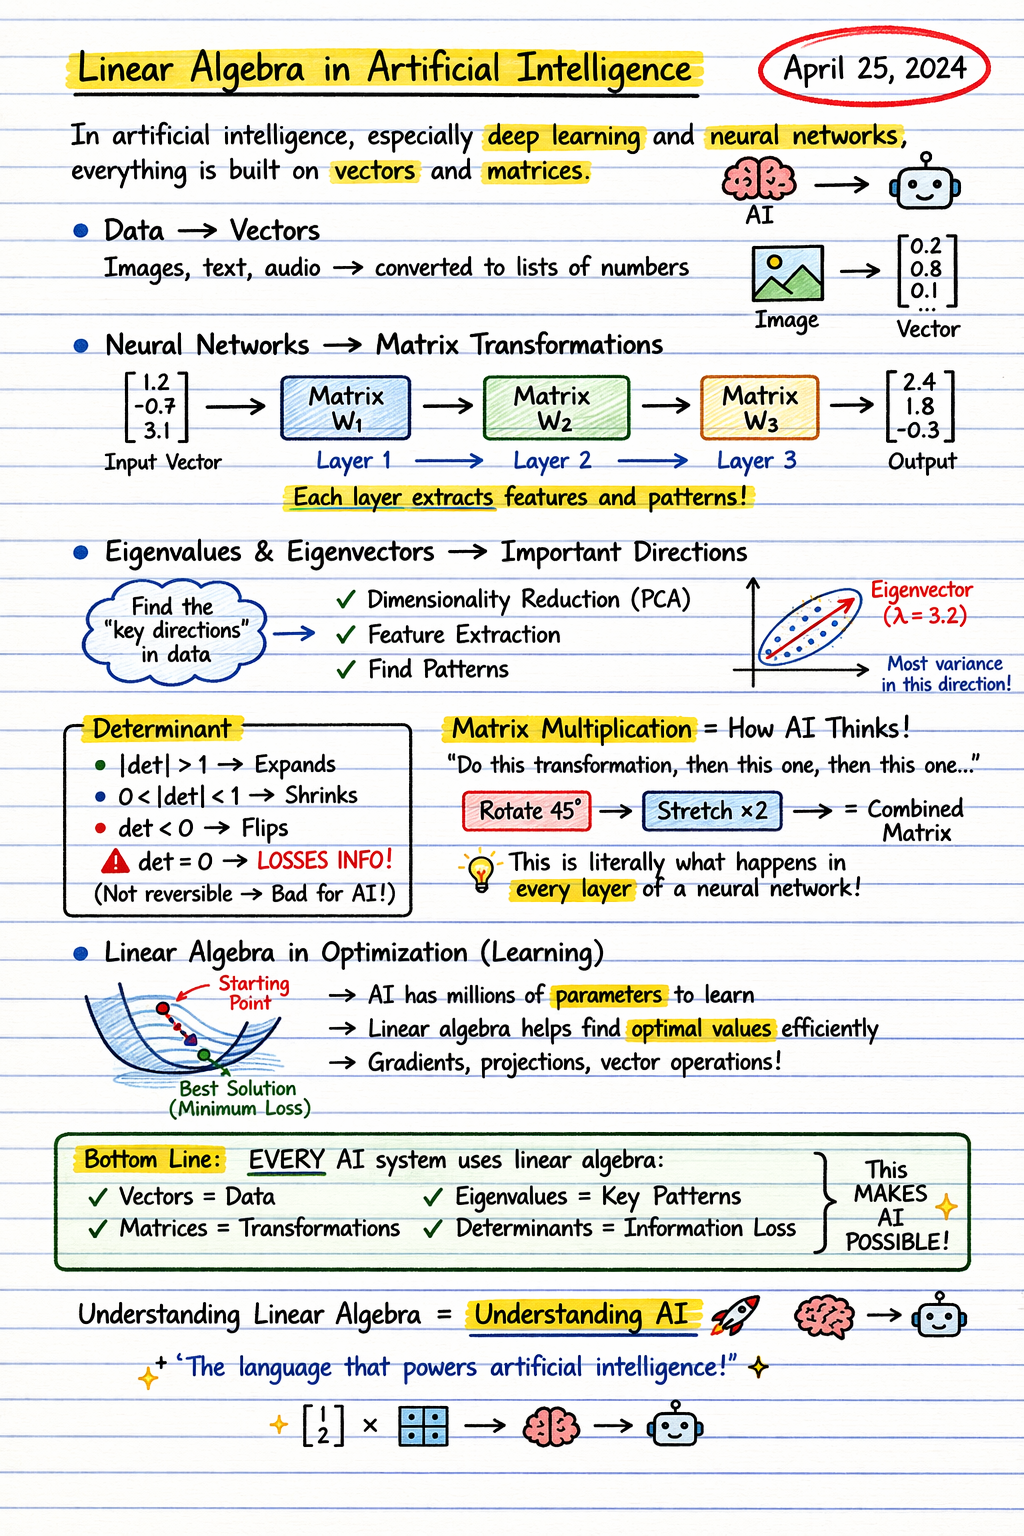 Linear Algebra in Artificial Intelligence
April 25, 2024
In artificial intelligence, especially deep learning and neural networks,
everything is built on vectors and matrices.
AI
• Data → Vectors
Images, text, audio → converted to lists of numbers
Image
0.2
0.8
0.1
...
Vector
• Neural Networks → Matrix Transformations
1.2
-0.7
3.1
Input Vector
Matrix
W1
Matrix
W2
Matrix
W3
2.4
1.8
-0.3
Output
Layer 1 → Layer 2 → Layer 3
Each layer extracts features and patterns!
• Eigenvalues & Eigenvectors → Important Directions
Find the
"key directions"
in data
✓ Dimensionality Reduction (PCA)
✓ Feature Extraction
✓ Find Patterns
Eigenvector
(λ = 3.2)
Most variance
in this direction!
Determinant
• |det| > 1 → Expands
• 0 < |det| < 1 → Shrinks
• det < 0 → Flips
det = 0 → LOSSES INFO!
(Not reversible → Bad for AI!)
Matrix Multiplication = How AI Thinks!
"Do this transformation, then this one, then this one..."
Rotate 45° → Stretch ×2 → = Combined
Matrix
This is literally what happens in
every layer of a neural network!
• Linear Algebra in Optimization (Learning)
Starting
Point
Best Solution
(Minimum Loss)
→ AI has millions of parameters to learn
→ Linear algebra helps find optimal values efficiently
→ Gradients, projections, vector operations!
Bottom Line: EVERY AI system uses linear algebra:
✓ Vectors = Data ✓ Eigenvalues = Key Patterns
✓ Matrices = Transformations ✓ Determinants = Information Loss
This
MAKES
AI
POSSIBLE!
Understanding Linear Algebra = Understanding AI
‘The language that powers artificial intelligence!”
1
2
×